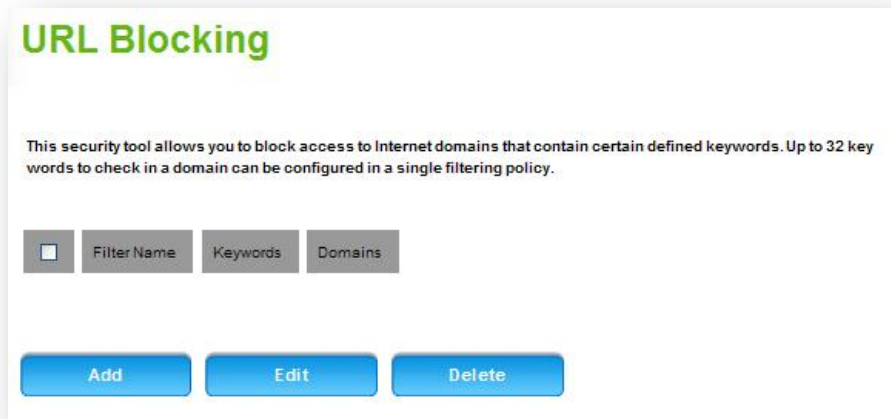 URL Blocking
This security tool allows you to block access to Internet domains that contain certain defined keywords. Up to 32 key
words to check in a domain can be configured in a single filtering policy.
Filter Name Keywords Domains
Add Edit Delete